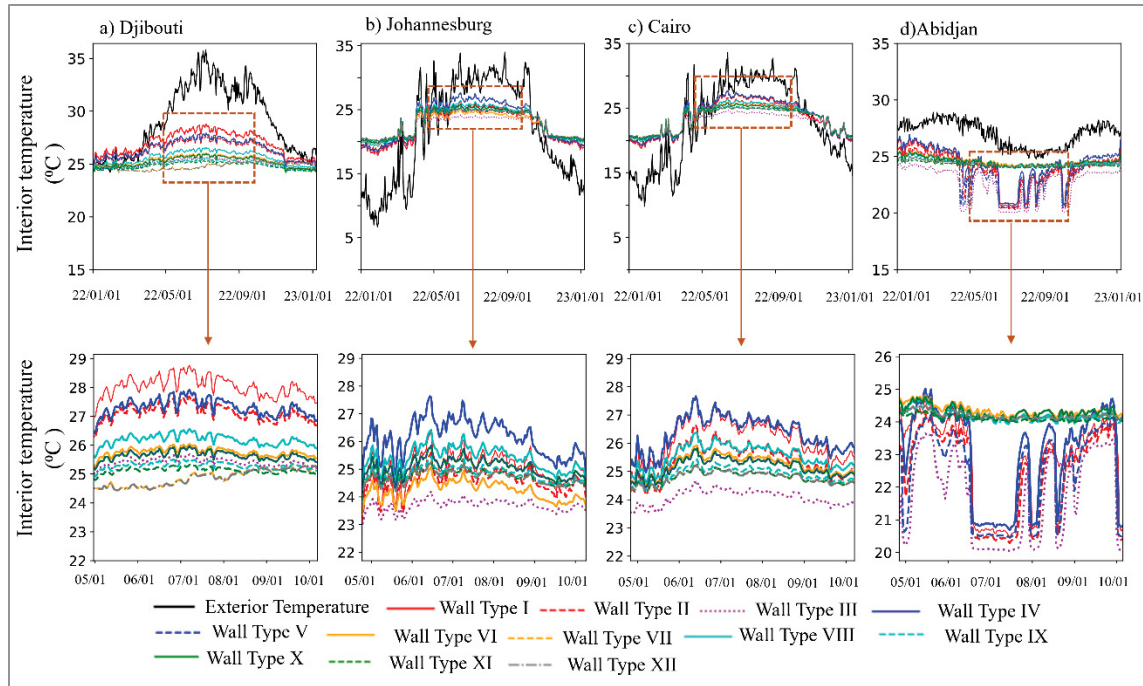 a) Djibouti
b) Johannesburg
c) Cairo
d)Abidjan
Interior temperature
(ºC)
35
30
25
20
15
35
30
25
20
15
5
35
30
25
20
15
5
35
30
25
20
15
22/01/01 22/05/01 22/09/01 23/01/01
22/01/01 22/05/01 22/09/01 23/01/01
22/01/01 22/05/01 22/09/01 23/01/01
22/01/01 22/05/01 22/09/01 23/01/01
Interior temperature
(ºC)
29
28
27
26
25
24
23
22
29
28
27
26
25
24
23
22
29
28
27
26
25
24
23
22
26
25
24
23
22
21
20
05/01 06/01 07/01 08/01 09/01 10/01
05/01 06/01 07/01 08/01 09/01 10/01
05/01 06/01 07/01 08/01 09/01 10/01
05/01 06/01 07/01 08/01 09/01 10/01
Exterior Temperature Wall Type I Wall Type II Wall Type III Wall Type IV
Wall Type V Wall Type VI Wall Type VII Wall Type VIII Wall Type IX
Wall Type X Wall Type XI Wall Type XII